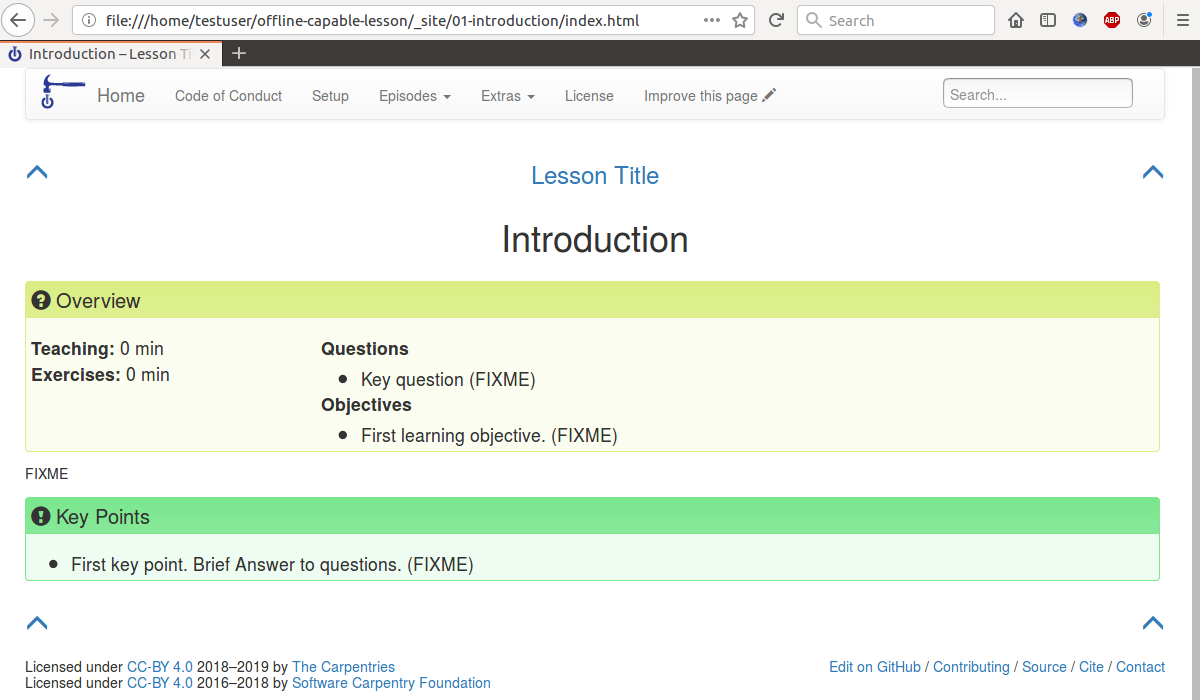 file:///home/testuser/offline-capable-lesson/_site/01-introduction/index.html Search ABP
Introduction – Lesson Ti
Home Code of Conduct Setup Episodes Extras License Improve this page Search...
Lesson Title
Introduction
Overview
Teaching: 0 min
Exercises: 0 min
Questions
Key question (FIXME)
Objectives
First learning objective. (FIXME)
FIXME
Key Points
First key point. Brief Answer to questions. (FIXME)
Licensed under CC-BY 4.0 2018–2019 by The Carpentries
Licensed under CC-BY 4.0 2016–2018 by Software Carpentry Foundation
Edit on GitHub / Contributing / Source / Cite / Contact